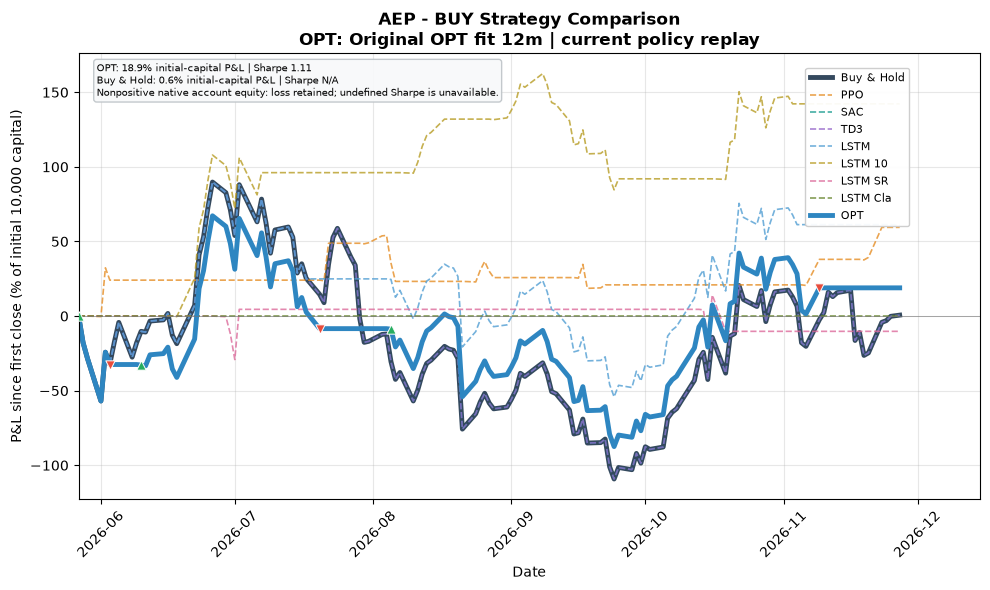 AEP - BUY Strategy Comparison
OPT: Original OPT fit 12m | current policy replay
OPT: 18.9% initial-capital P&L | Sharpe 1.11
Buy & Hold: 0.6% initial-capital P&L | Sharpe N/A
Nonpositive native account equity: loss retained; undefined Sharpe is unavailable.
Buy & Hold
PPO
SAC
TD3
LSTM
LSTM 10
LSTM SR
LSTM Cla
OPT
P&L since first close (% of initial 10,000 capital)
150
100
50
0
−50
−100
2026-06
2026-07
2026-08
2026-09
2026-10
2026-11
2026-12
Date